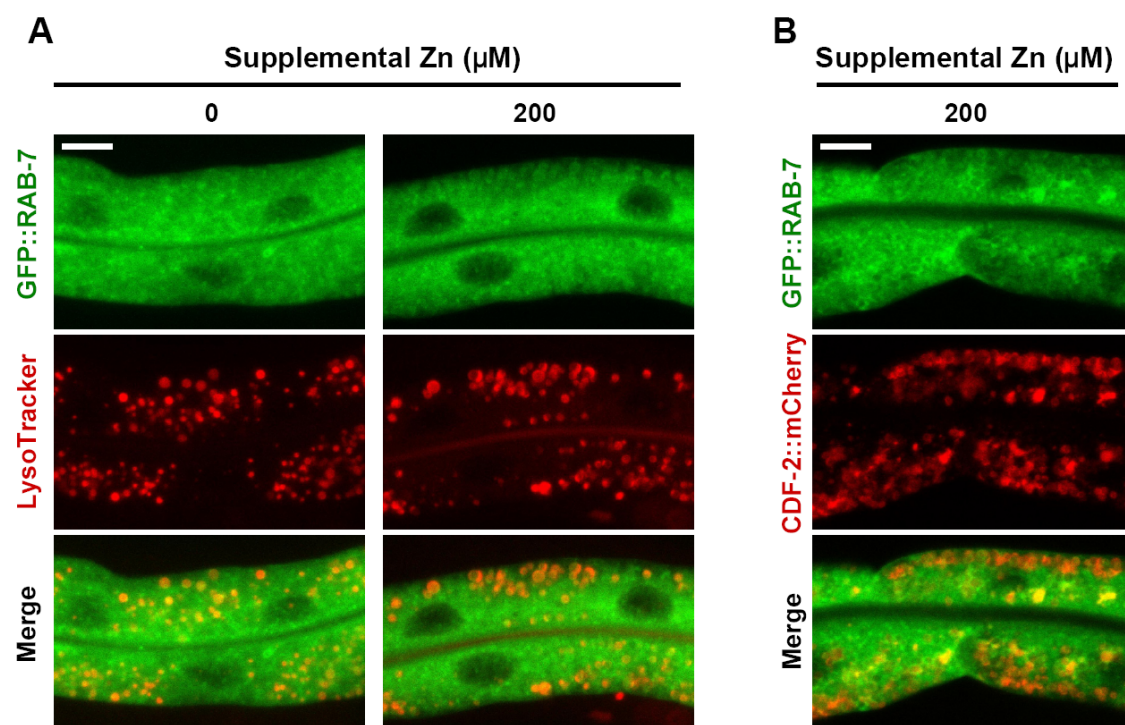 A
B
Supplemental Zn (µM)
Supplemental Zn (µM)
0
200
200
GFP::RAB-7
GFP::RAB-7
LysoTracker
CDF-2::mCherry
Merge
Merge